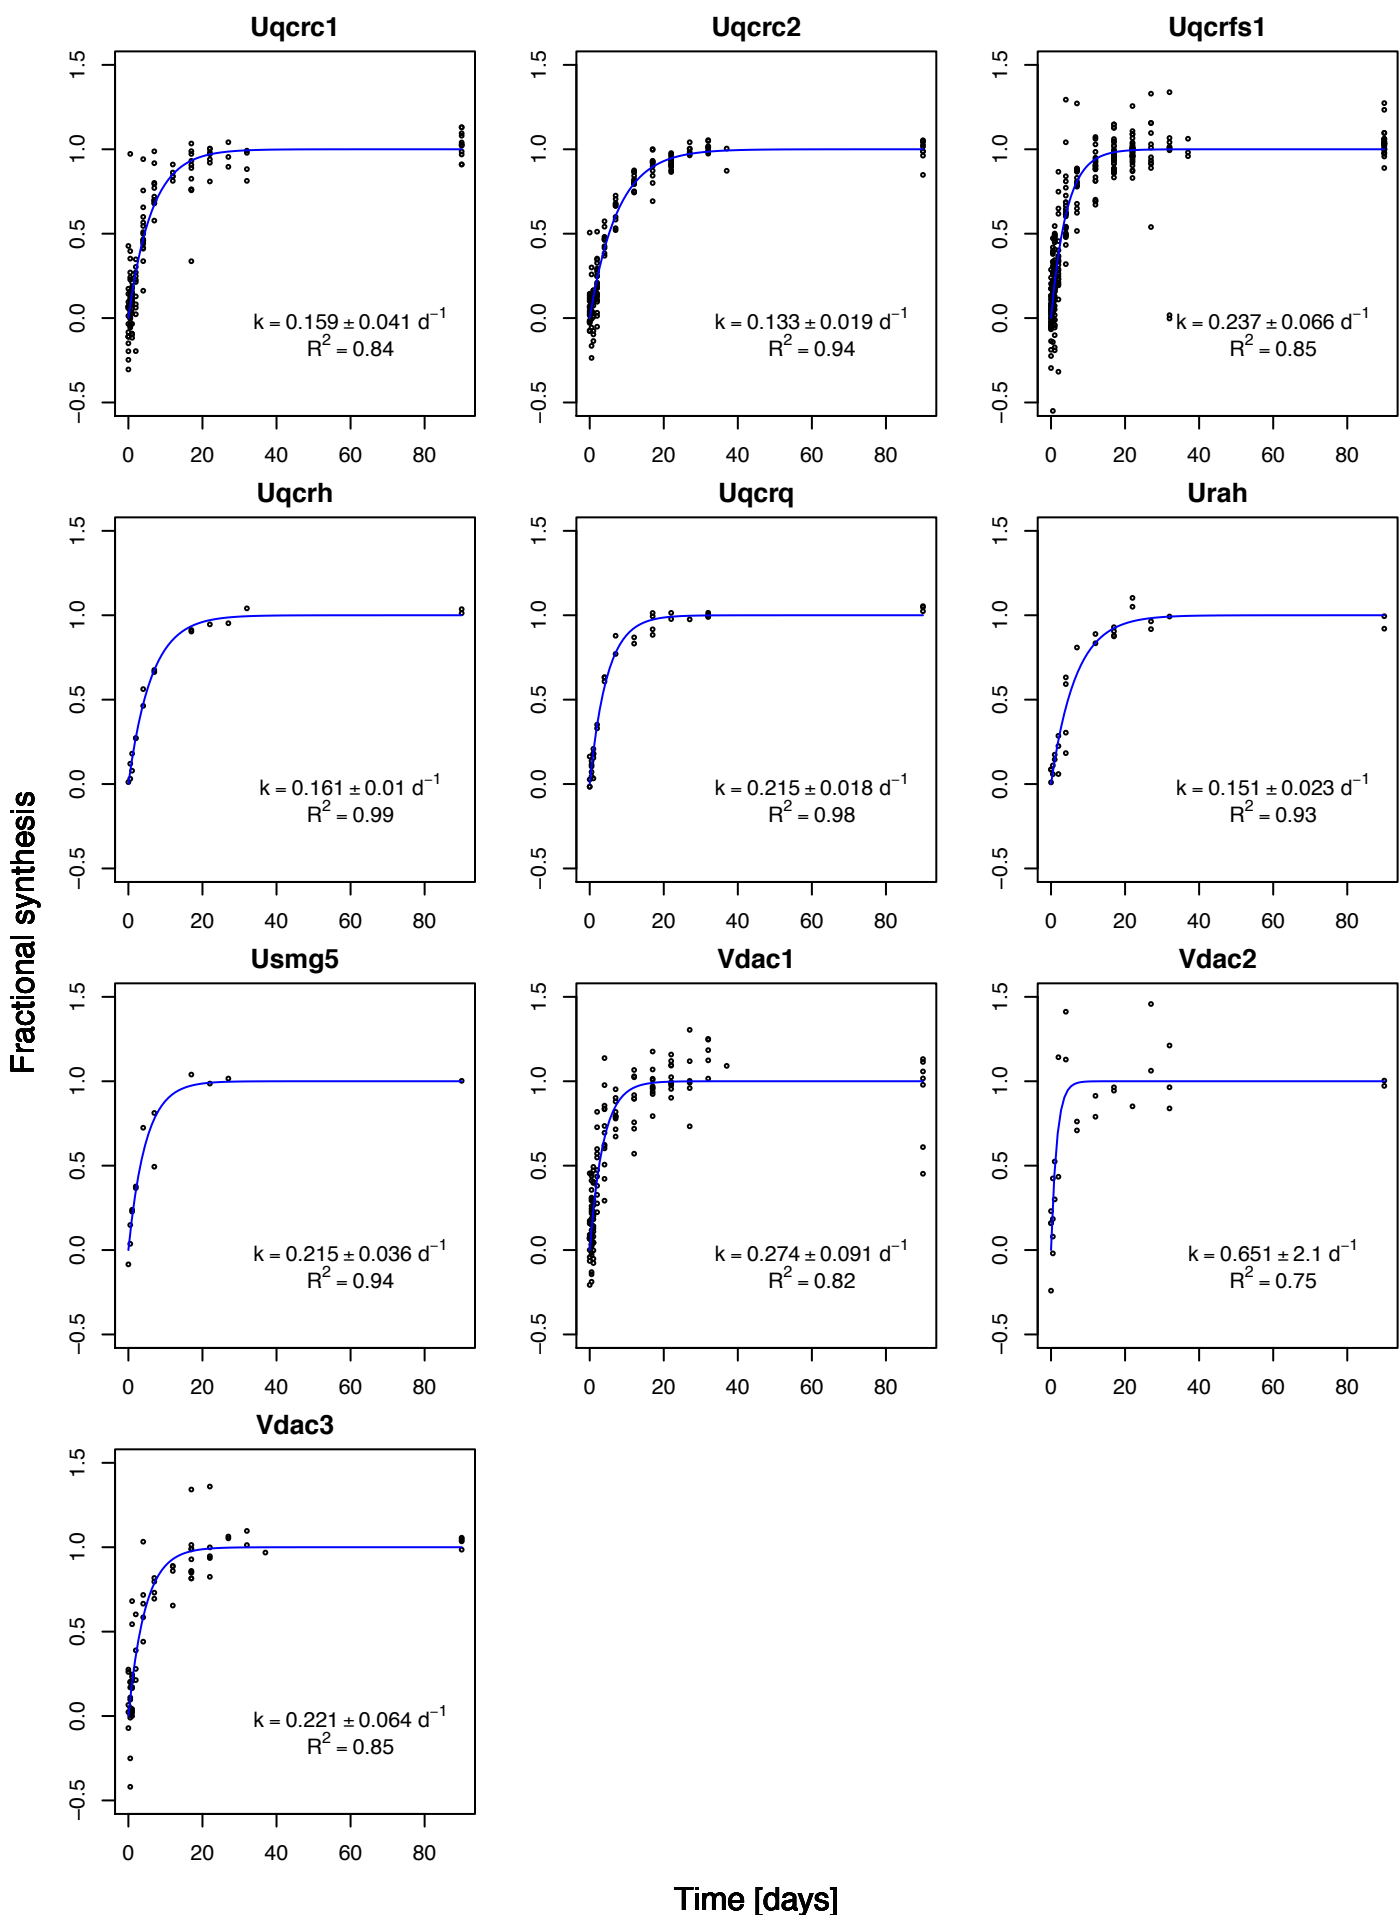 Uqcrc1
Uqcrc2
Uqcrfs1
1.5
1.0
0.5
0.0
−0.5
k = 0.159 ± 0.041 d⁻¹
R² = 0.84
0 20 40 60 80
1.5
1.0
0.5
0.0
−0.5
k = 0.133 ± 0.019 d⁻¹
R² = 0.94
0 20 40 60 80
1.5
1.0
0.5
0.0
−0.5
k = 0.237 ± 0.066 d⁻¹
R² = 0.85
0 20 40 60 80
Uqcrh
Uqcrq
Urah
1.5
1.0
0.5
0.0
−0.5
k = 0.161 ± 0.01 d⁻¹
R² = 0.99
0 20 40 60 80
1.5
1.0
0.5
0.0
−0.5
k = 0.215 ± 0.018 d⁻¹
R² = 0.98
0 20 40 60 80
1.5
1.0
0.5
0.0
−0.5
k = 0.151 ± 0.023 d⁻¹
R² = 0.93
0 20 40 60 80
Fractional synthesis
Usmg5
Vdac1
Vdac2
1.5
1.0
0.5
0.0
−0.5
k = 0.215 ± 0.036 d⁻¹
R² = 0.94
0 20 40 60 80
1.5
1.0
0.5
0.0
−0.5
k = 0.274 ± 0.091 d⁻¹
R² = 0.82
0 20 40 60 80
1.5
1.0
0.5
0.0
−0.5
k = 0.651 ± 2.1 d⁻¹
R² = 0.75
0 20 40 60 80
Vdac3
1.5
1.0
0.5
0.0
−0.5
k = 0.221 ± 0.064 d⁻¹
R² = 0.85
0 20 40 60 80
Time [days]